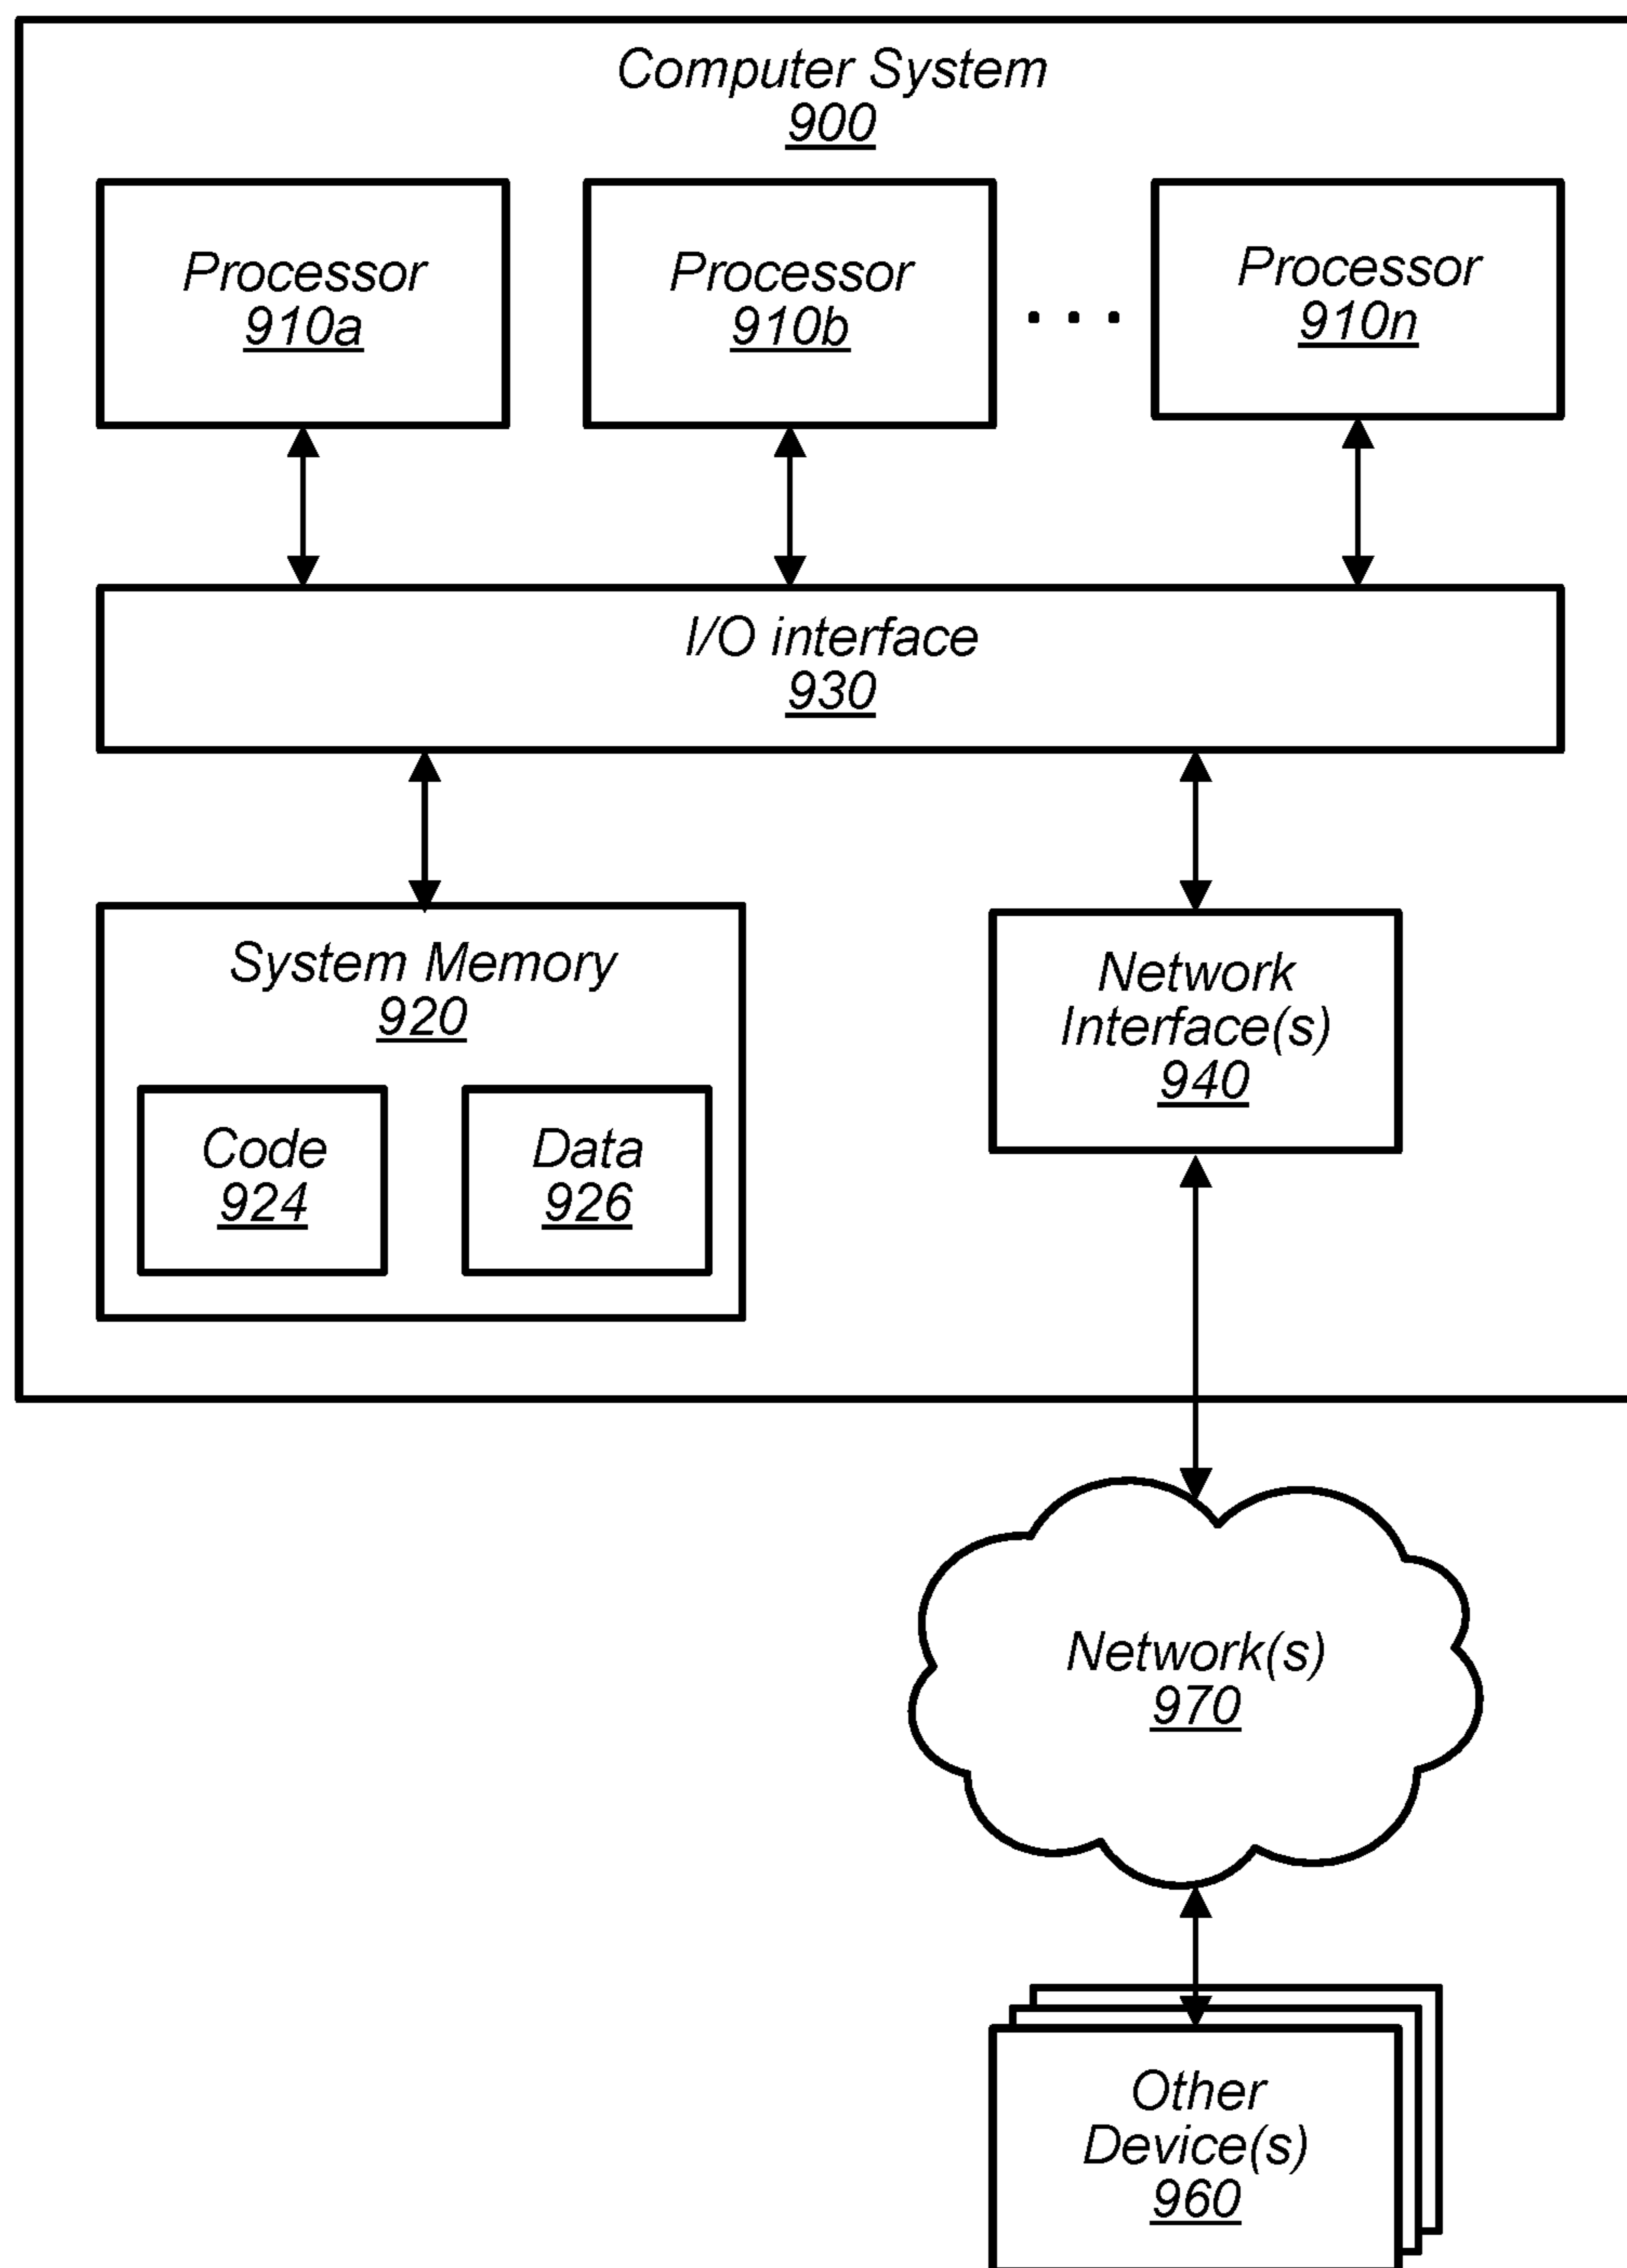 Computer System
900
Processor
910a
Processor
910b
. . .
Processor
910n
I/O interface
930
System Memory
920
Code
924
Data
926
Network
Interface(s)
940
Network(s)
970
Other
Device(s)
960